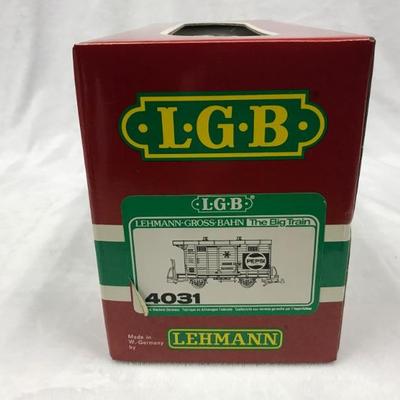 ·L·G·B·
·L·G·B·®
LEHMANN-GROSS-BAHN The Big Train
PEPSI
4031
Made in
W.-Germany
by
LEHMANN